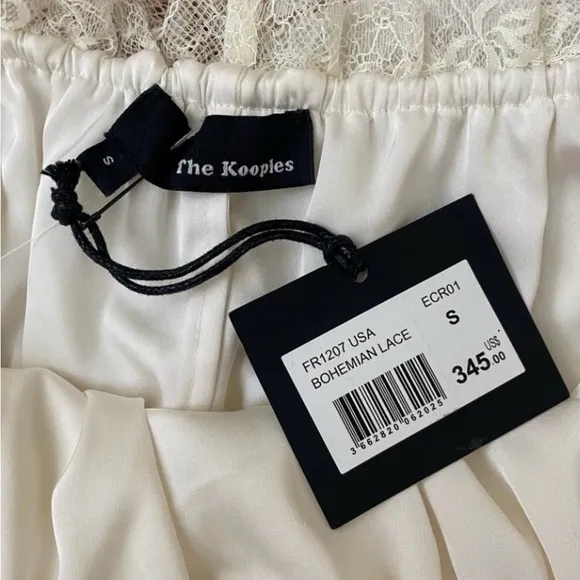 S
The Kooples
FR1207 USA
ECR01
BOHEMIAN LACE
S
US$
345.00
3 662820 062025